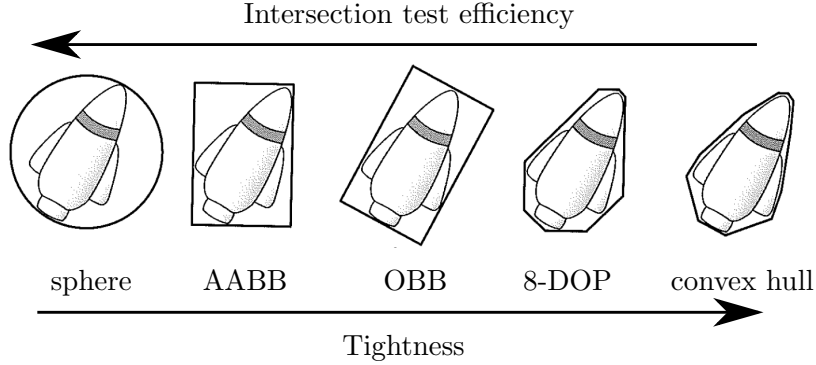 Intersection test efficiency
sphere AABB OBB 8-DOP convex hull
Tightness